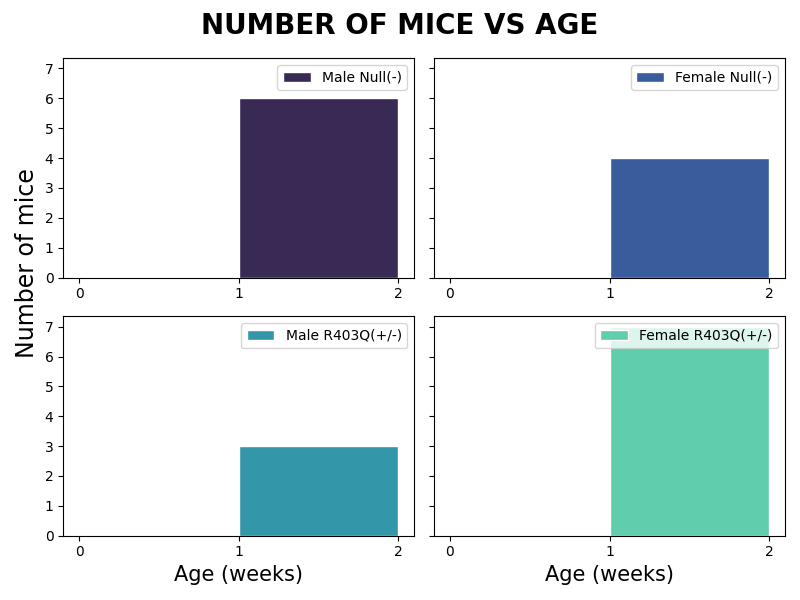 NUMBER OF MICE VS AGE
Number of mice
7
6
5
4
3
2
1
0
Male Null(-)
0 1 2
Female Null(-)
0 1 2
7
6
5
4
3
2
1
0
Male R403Q(+/-)
0 1 2
Age (weeks)
Female R403Q(+/-)
0 1 2
Age (weeks)